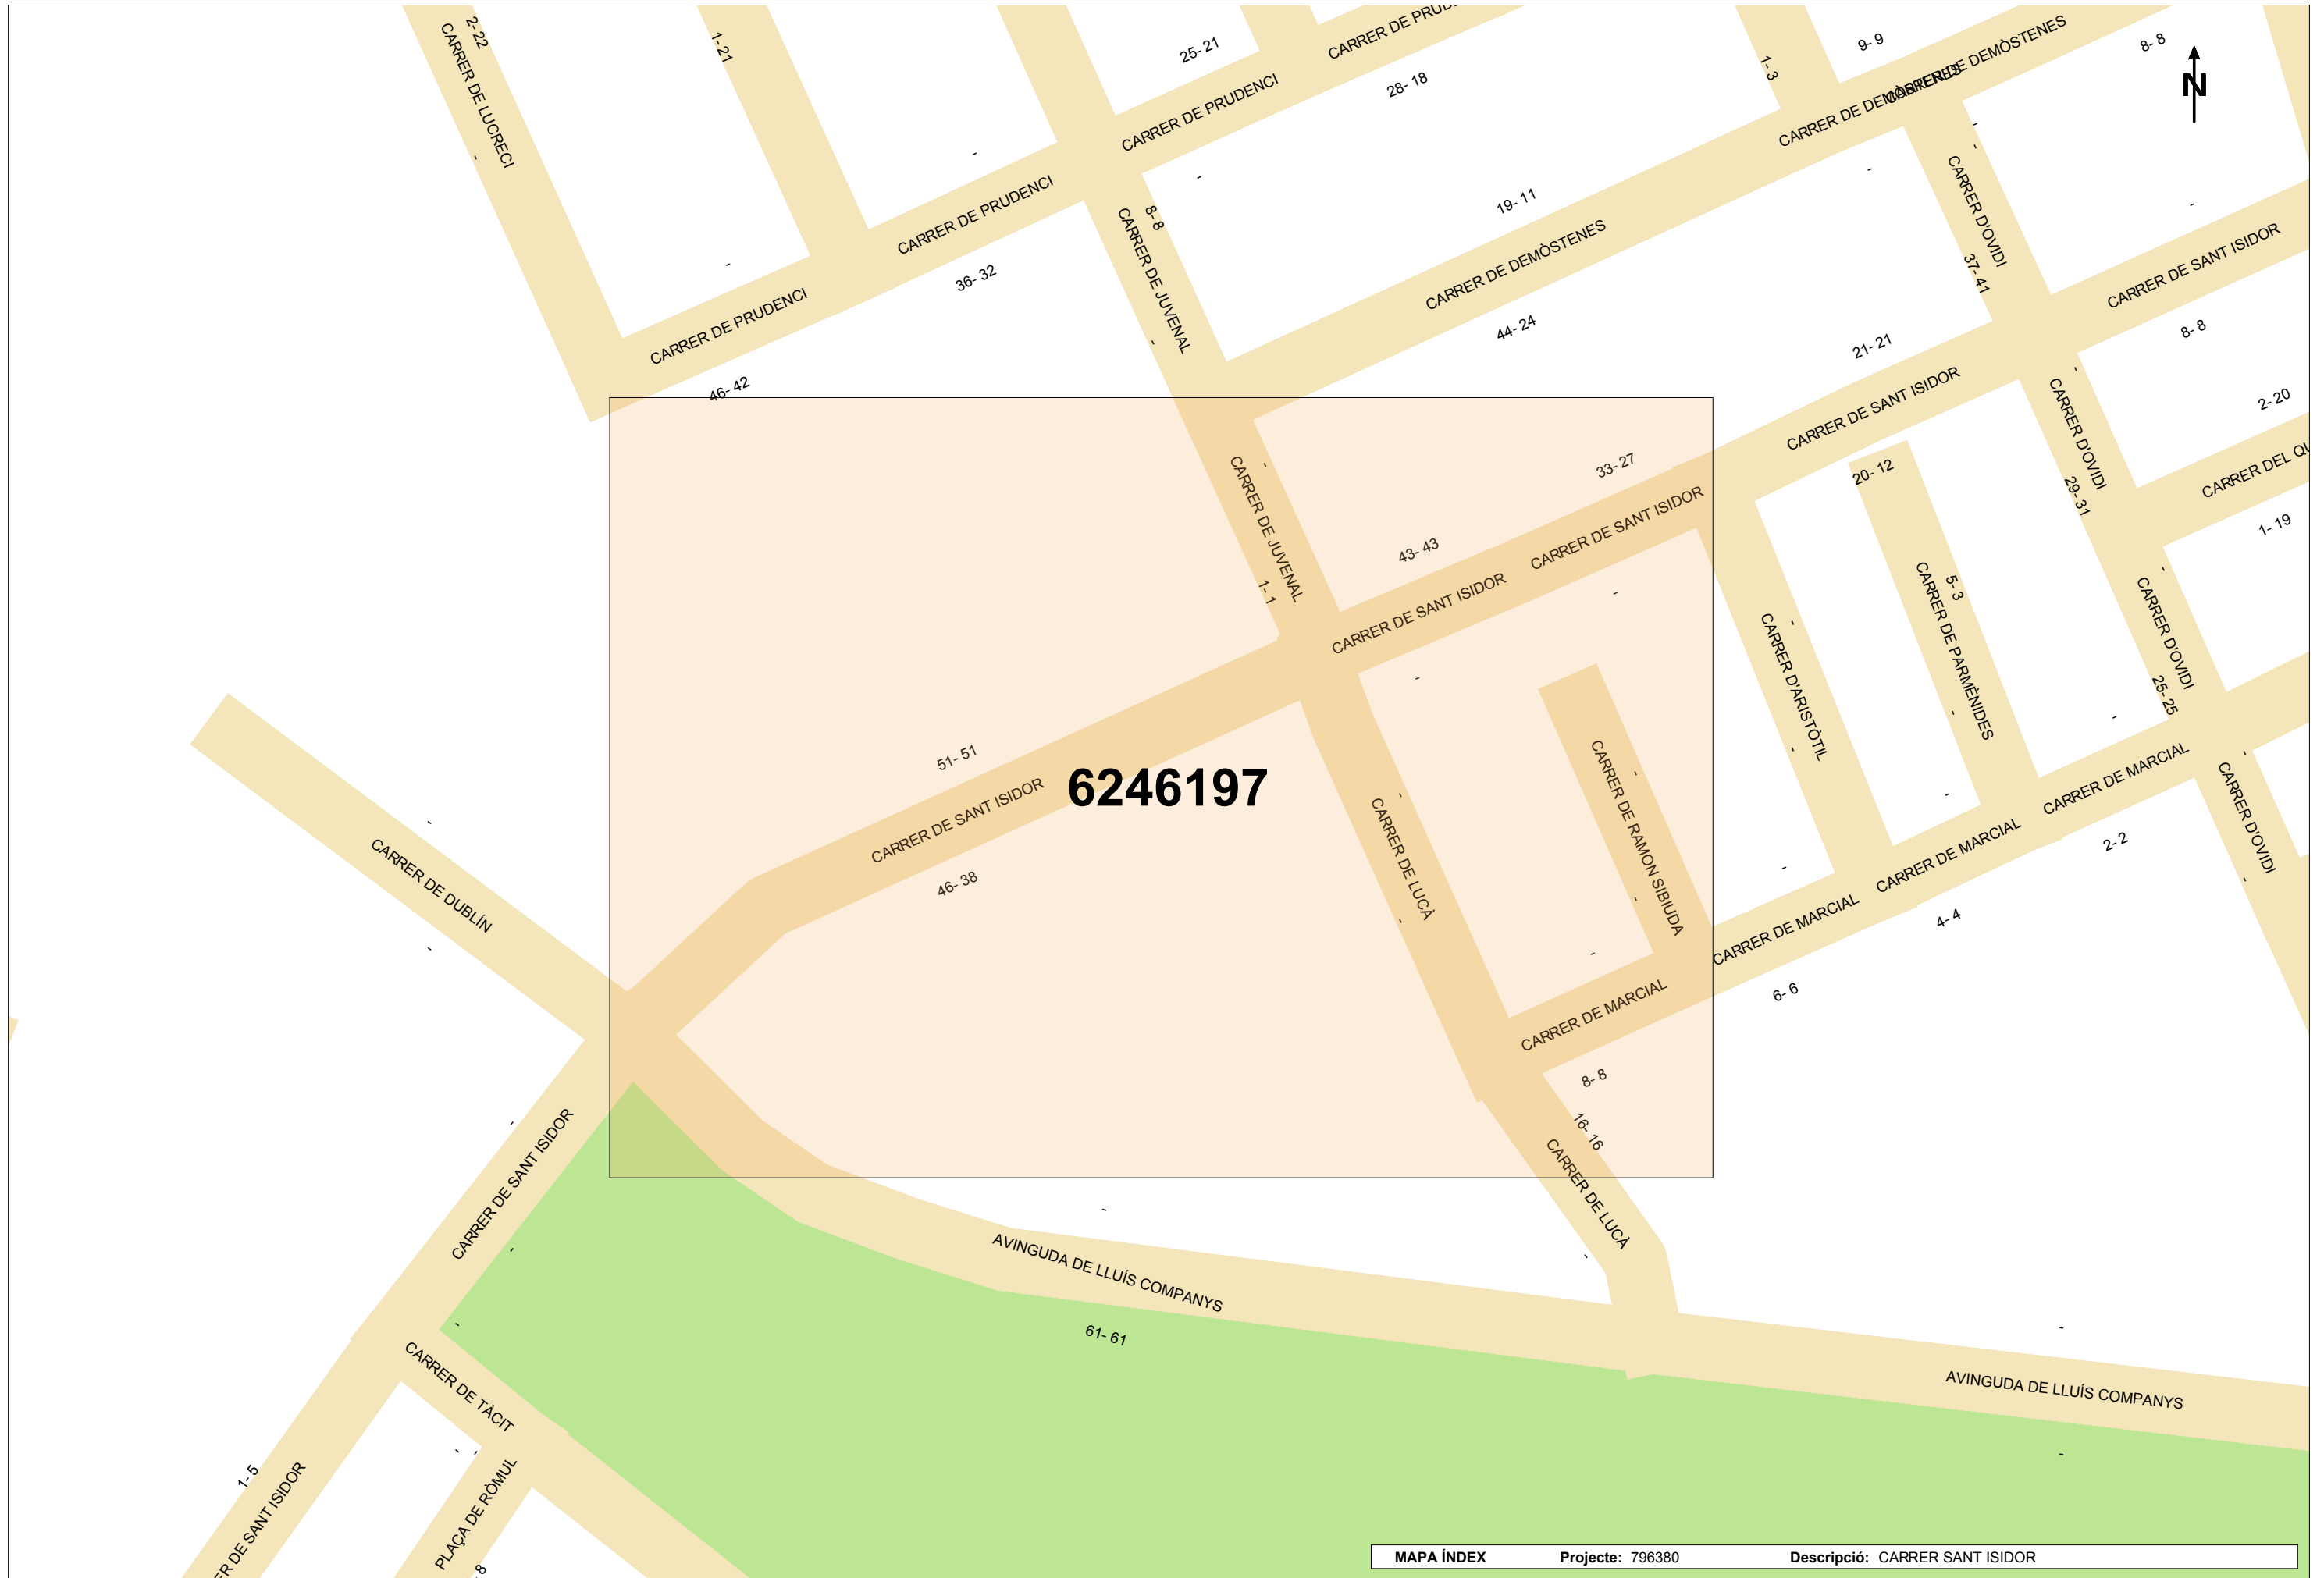 2- 22
CARRER DE LUCRECI
-
1- 21
25- 21
CARRER DE PRUDENCI
28- 18
1- 3
9- 9
CARRER DE DEMÒSTENES
CARRER DE DEMÒSTENES
8- 8
N
-
-
CARRER DE PRUDENCI
-
36- 32
-
CARRER DE PRUDENCI
46- 42
-
8- 8
CARRER DE JUVENAL
-
19- 11
CARRER DE DEMÒSTENES
44- 24
-
-
CARRER D'OVIDI
37- 41
-
CARRER DE SANT ISIDOR
8- 8
21- 21
CARRER DE SANT ISIDOR
20- 12
-
CARRER D'OVIDI
29- 31
2- 20
CARRER DEL QU
1- 19
-
CARRER DE JUVENAL
1- 1
33- 27
CARRER DE SANT ISIDOR
-
43- 43
CARRER DE SANT ISIDOR
-
-
CARRER D'ARISTÒTIL
-
5- 3
CARRER DE PARMÈNIDES
-
-
CARRER D'OVIDI
25- 25
51- 51
CARRER DE SANT ISIDOR
46- 38
6246197
-
CARRER DE LUCÀ
-
-
CARRER DE RAMON SIBIUDA
-
-
CARRER DE MARCIAL
2- 2
-
CARRER DE MARCIAL
4- 4
-
CARRER DE MARCIAL
6- 6
-
CARRER D'OVIDI
-
-
CARRER DE DUBLÍN
-
-
CARRER DE MARCIAL
8- 8
16- 16
CARRER DE LUCÀ
-
-
CARRER DE SANT ISIDOR
-
-
AVINGUDA DE LLUÍS COMPANYS
61- 61
-
AVINGUDA DE LLUÍS COMPANYS
-
-
CARRER DE TÀCIT
-
-
PLAÇA DE RÒMUL
- 8
1- 5
ER DE SANT ISIDOR
MAPA ÍNDEX Projecte: 796380 Descripció: CARRER SANT ISIDOR